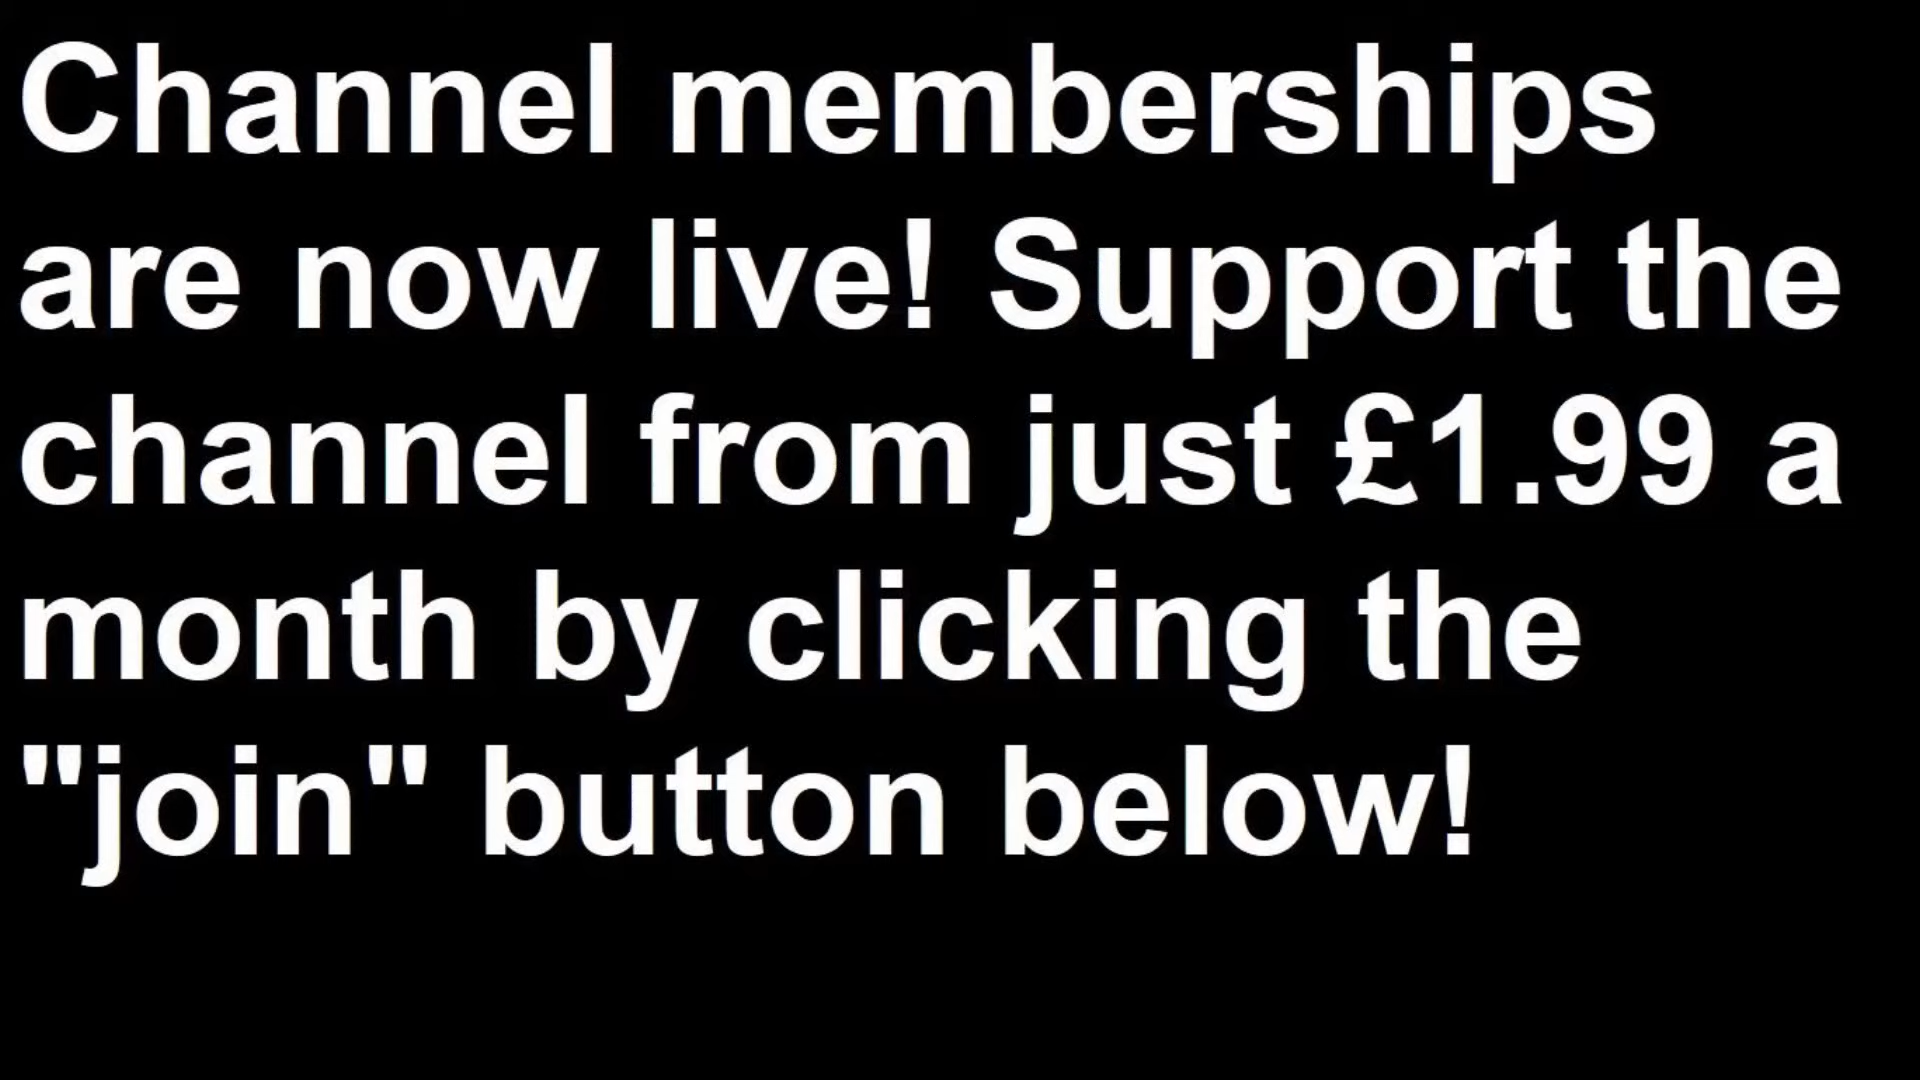 Channel memberships
are now live! Support the
channel from just £1.99 a
month by clicking the
"join" button below!